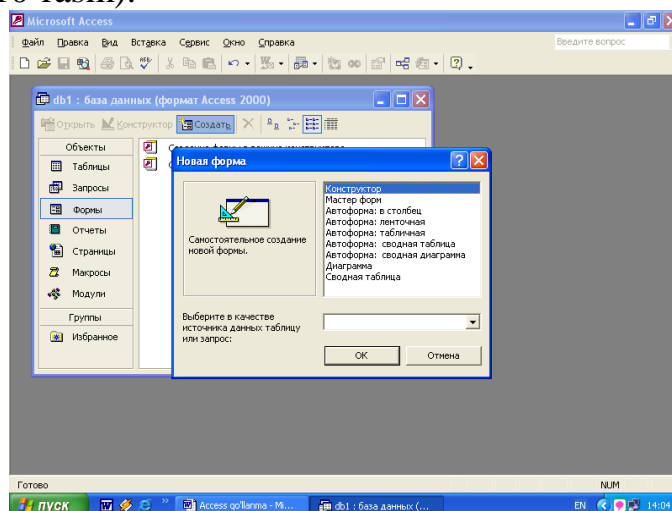 Microsoft Access
Файл Правка Вид Вставка Сервис Окно Справка
Введите вопрос
db1 : база данных (формат Access 2000)
Открыть Конструктор Создать
Объекты
Таблицы
Запросы
Формы
Отчеты
Страницы
Макросы
Модули
Группы
Избранное
Новая форма
Самостоятельное создание
новой формы.
Конструктор
Мастер форм
Автоформа: в столбец
Автоформа: ленточная
Автоформа: табличная
Автоформа: сводная таблица
Автоформа: сводная диаграмма
Диаграмма
Сводная таблица
Выберите в качестве
источника данных таблицу
или запрос:
ОК Отмена
Готово NUM
пуск Access qo'llanma - Mi... db1 : база данных (... EN 14:04